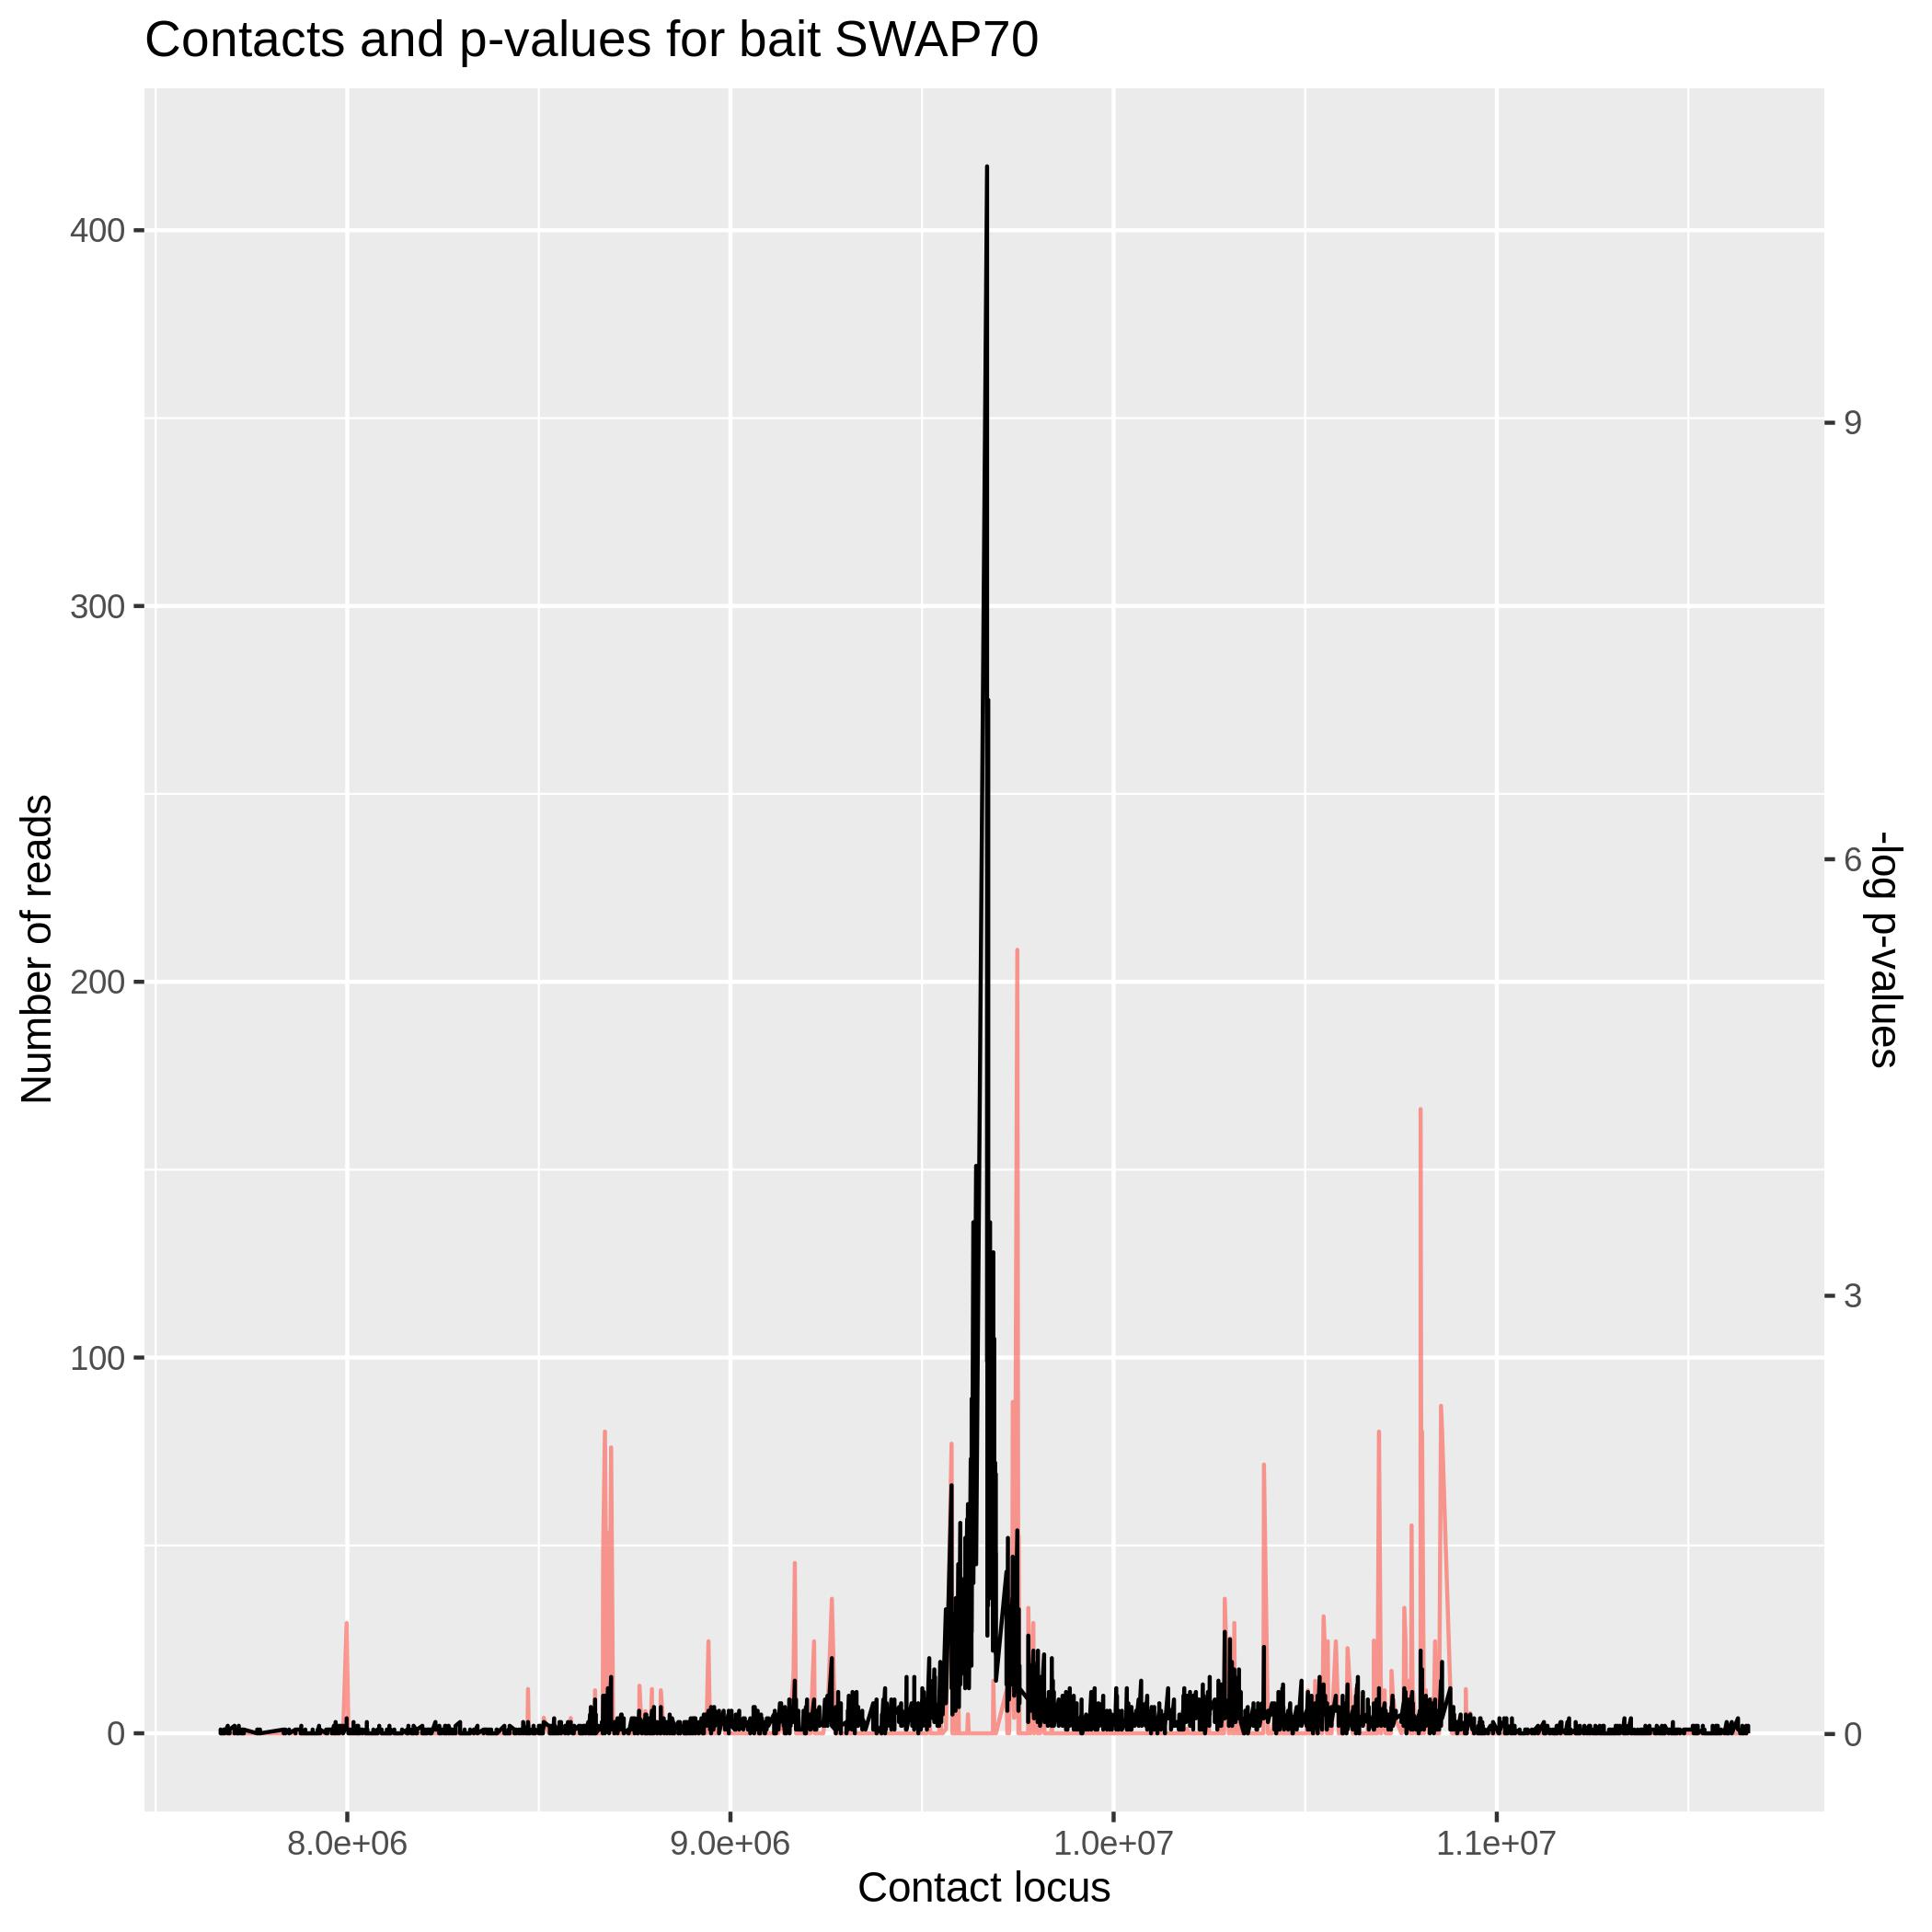 Contacts and p-values for bait SWAP70
Number of reads
400
300
200
100
0
9
6
3
0
-log p-values
8.0e+06
9.0e+06
1.0e+07
1.1e+07
Contact locus